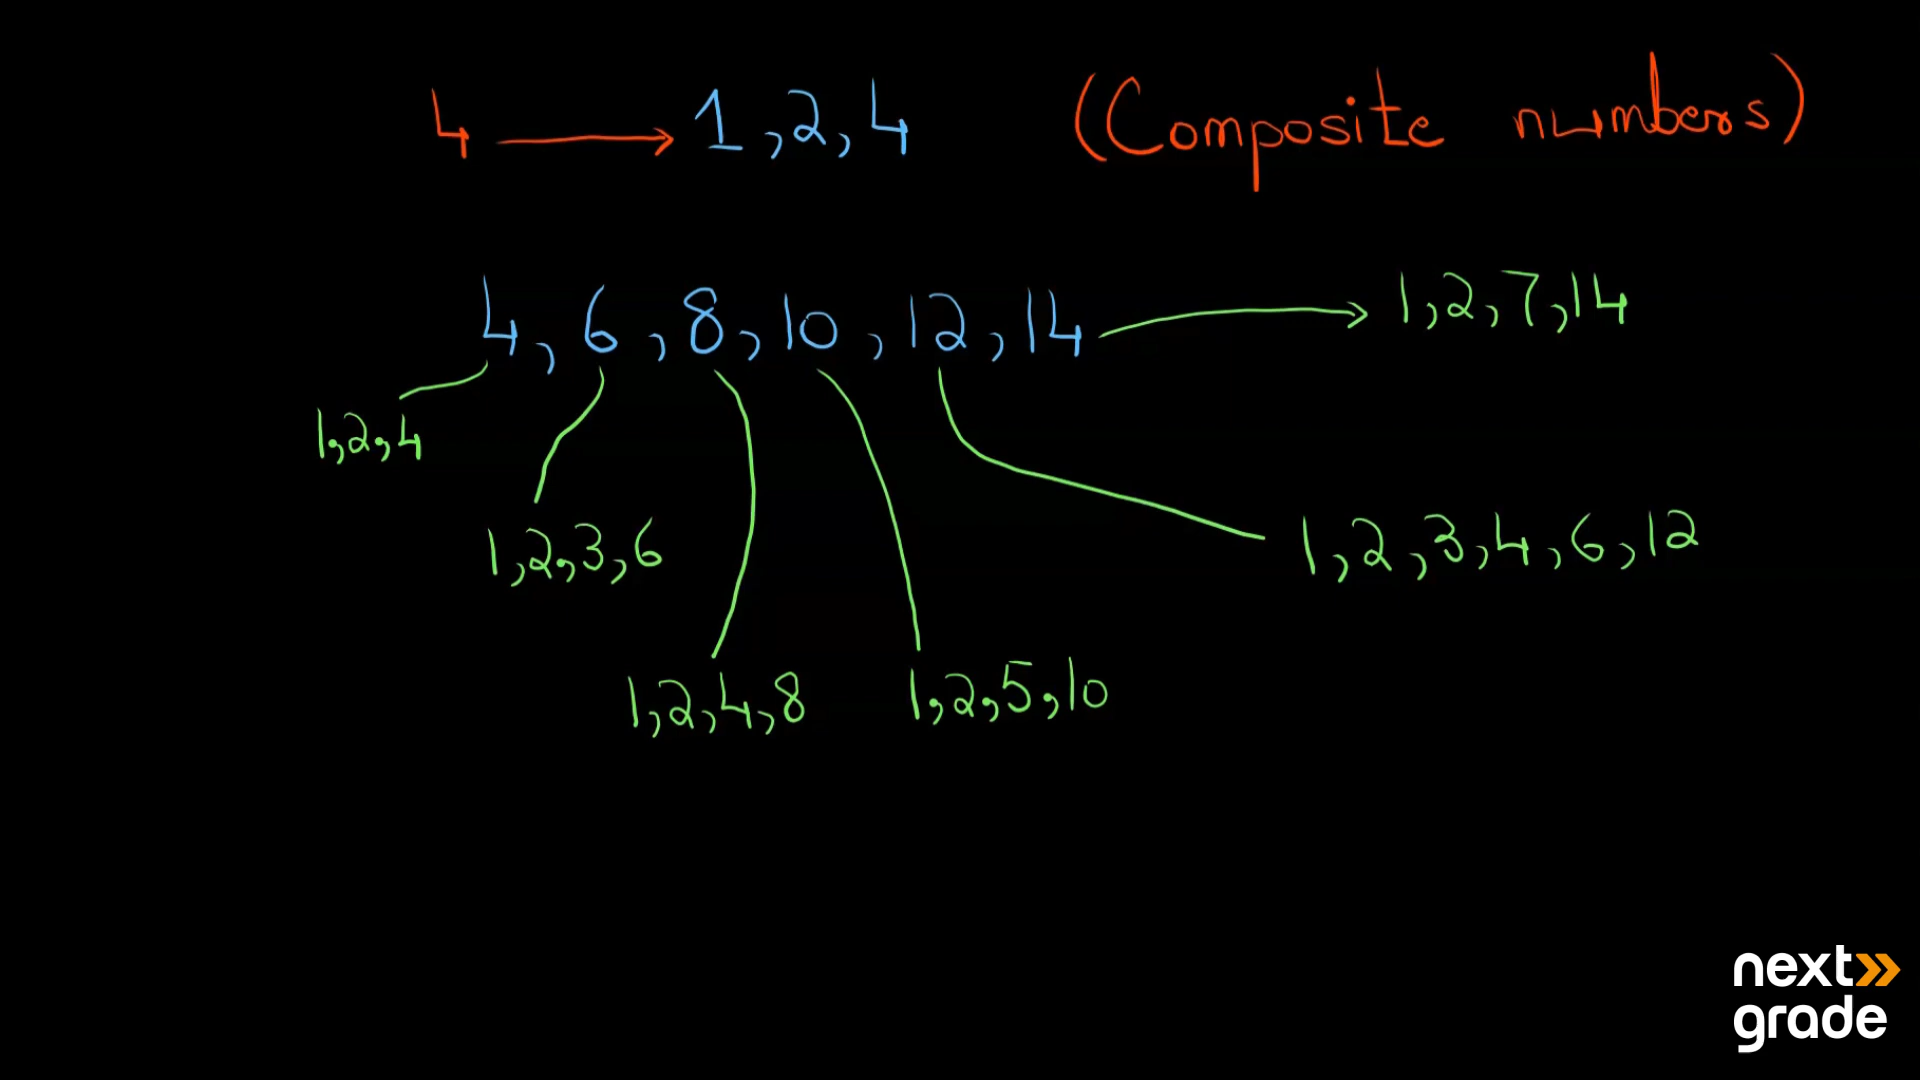 4 → 1, 2, 4 (Composite numbers)
4, 6, 8, 10, 12, 14 → 1, 2, 7, 14
1, 2, 4
1, 2, 3, 6
1, 2, 3, 4, 6, 12
1, 2, 4, 8
1, 2, 5, 10
next
grade